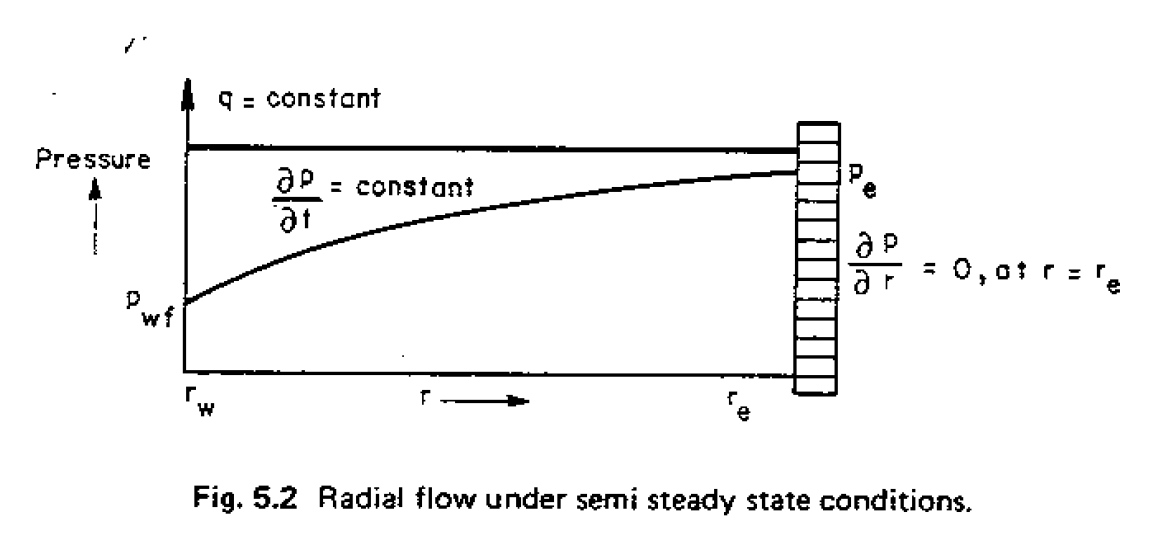 q = constant
Pressure
∂p/∂t = constant
p_e
∂p/∂r = 0, at r = r_e
p_wf
r_w
r
r_e
Fig. 5.2 Radial flow under semi steady state conditions.